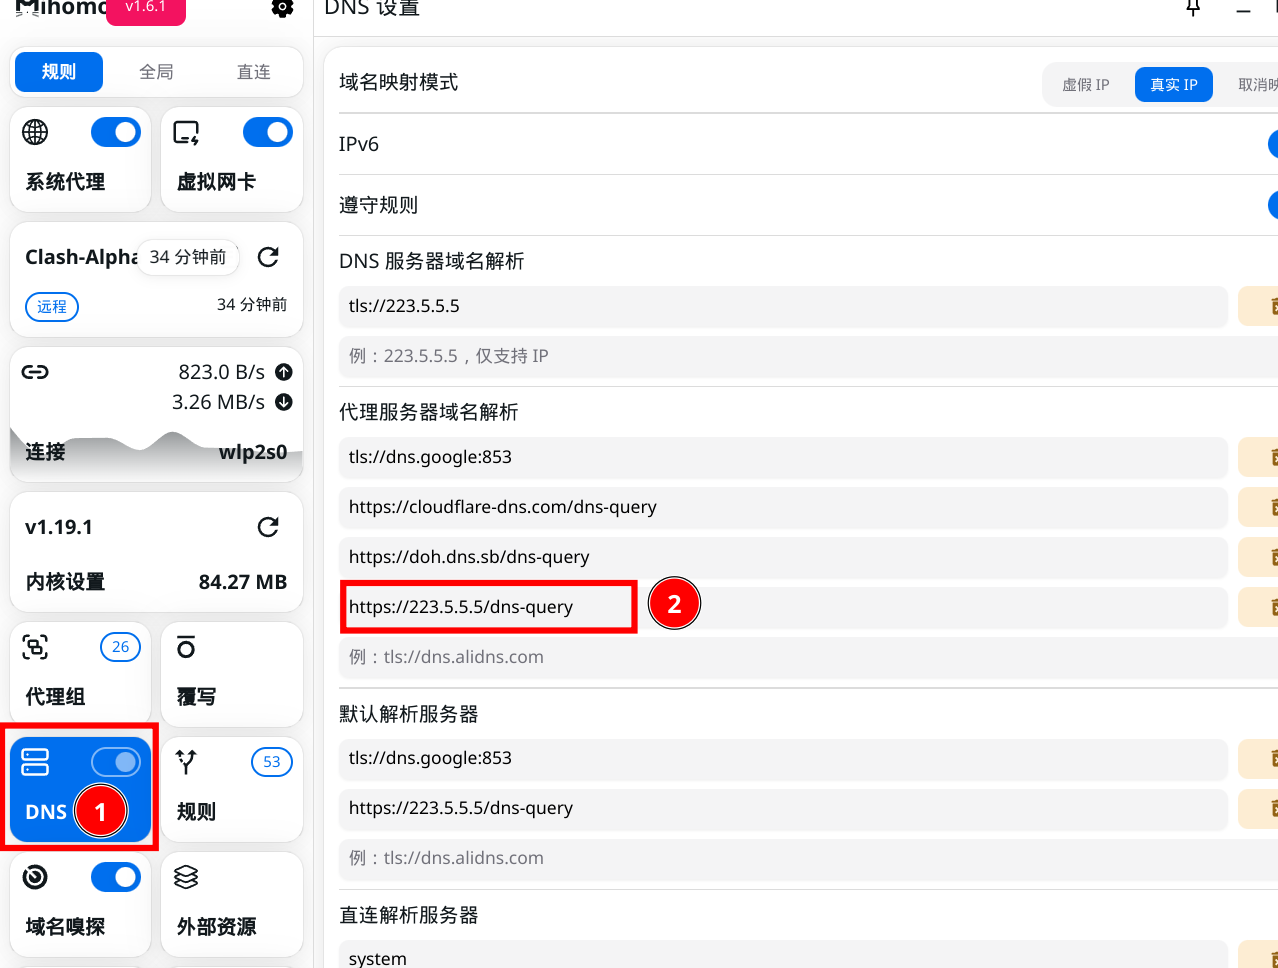 Mihomo
v1.6.1
规则
全局
直连
系统代理
虚拟网卡
Clash-Alpha
34 分钟前
远程
34 分钟前
823.0 B/s
3.26 MB/s
连接
wlp2s0
v1.19.1
内核设置
84.27 MB
26
代理组
覆写
DNS
1
53
规则
域名嗅探
外部资源
DNS 设置
域名映射模式
虚假 IP
真实 IP
取消映
IPv6
遵守规则
DNS 服务器域名解析
tls://223.5.5.5
例：223.5.5.5，仅支持 IP
代理服务器域名解析
tls://dns.google:853
https://cloudflare-dns.com/dns-query
https://doh.dns.sb/dns-query
https://223.5.5.5/dns-query
2
例：tls://dns.alidns.com
默认解析服务器
tls://dns.google:853
https://223.5.5.5/dns-query
例：tls://dns.alidns.com
直连解析服务器
system